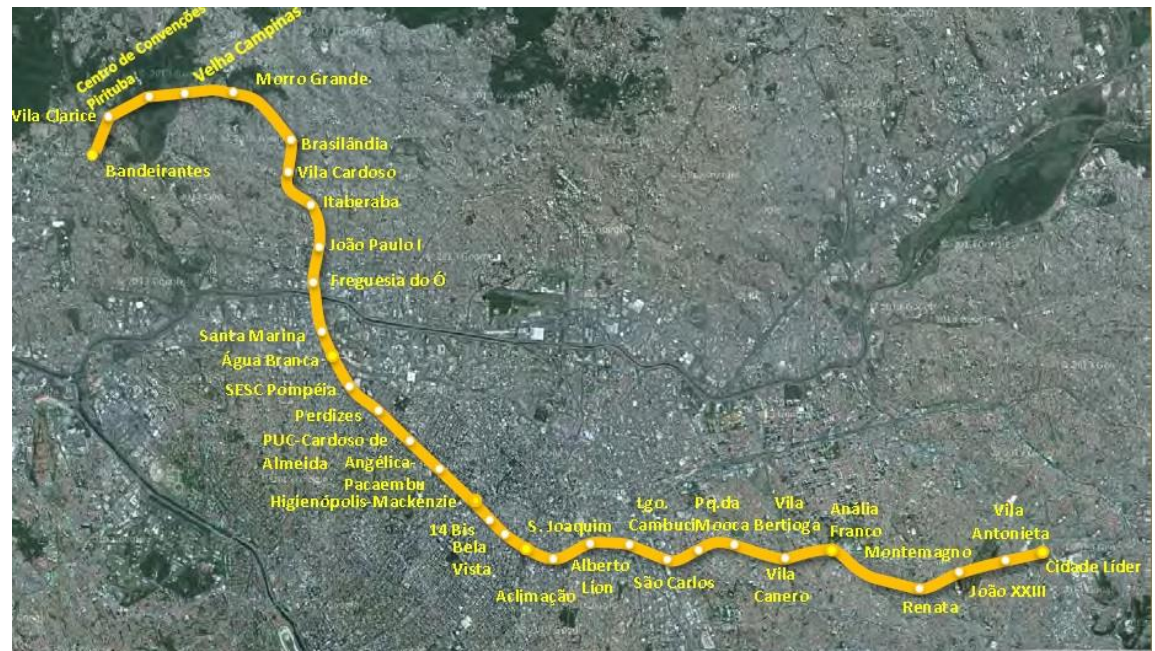 Centro de Convenções
Pirituba
Velha Campinas
Morro Grande
Vila Clarice
Bandeirantes
Brasilândia
Vila Cardoso
Itaberaba
João Paulo I
Freguesia do Ó
Santa Marina
Água Branca
SESC Pompéia
Perdizes
PUC-Cardoso de
Almeida
Angélica-
Pacaembu
Higienópolis-Mackenzie
14 Bis
Bela
Vista
S. Joaquim
Aclimação
Alberto
Lion
Lgo.
Cambuci
São Carlos
Pq.da
Mooca
Vila
Bertioga
Vila
Canero
Anália
Franco
Montemagno
Renata
Vila
Antonieta
João XXIII
Cidade Líder